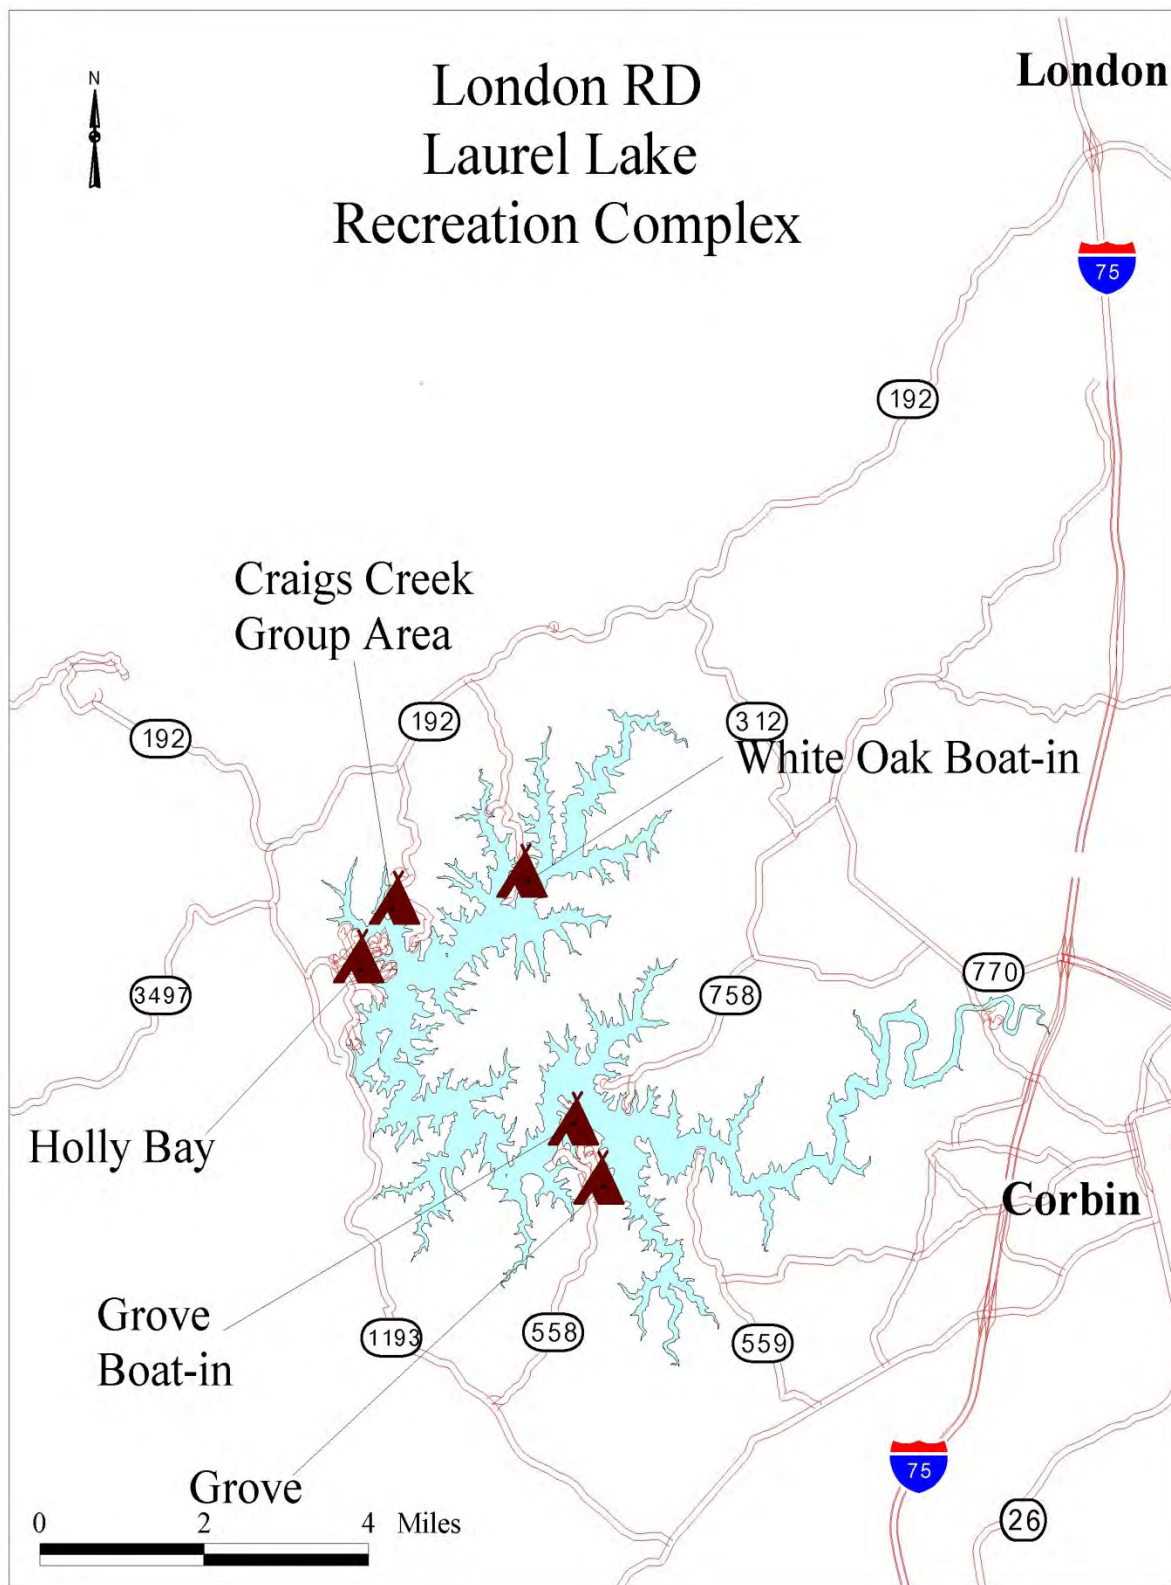 N
London RD
Laurel Lake
Recreation Complex
London
75
192
Craigs Creek
Group Area
192
192
312
White Oak Boat-in
3497
758
770
Holly Bay
Corbin
Grove
Boat-in
1193
558
559
Grove
75
26
0 2 4 Miles